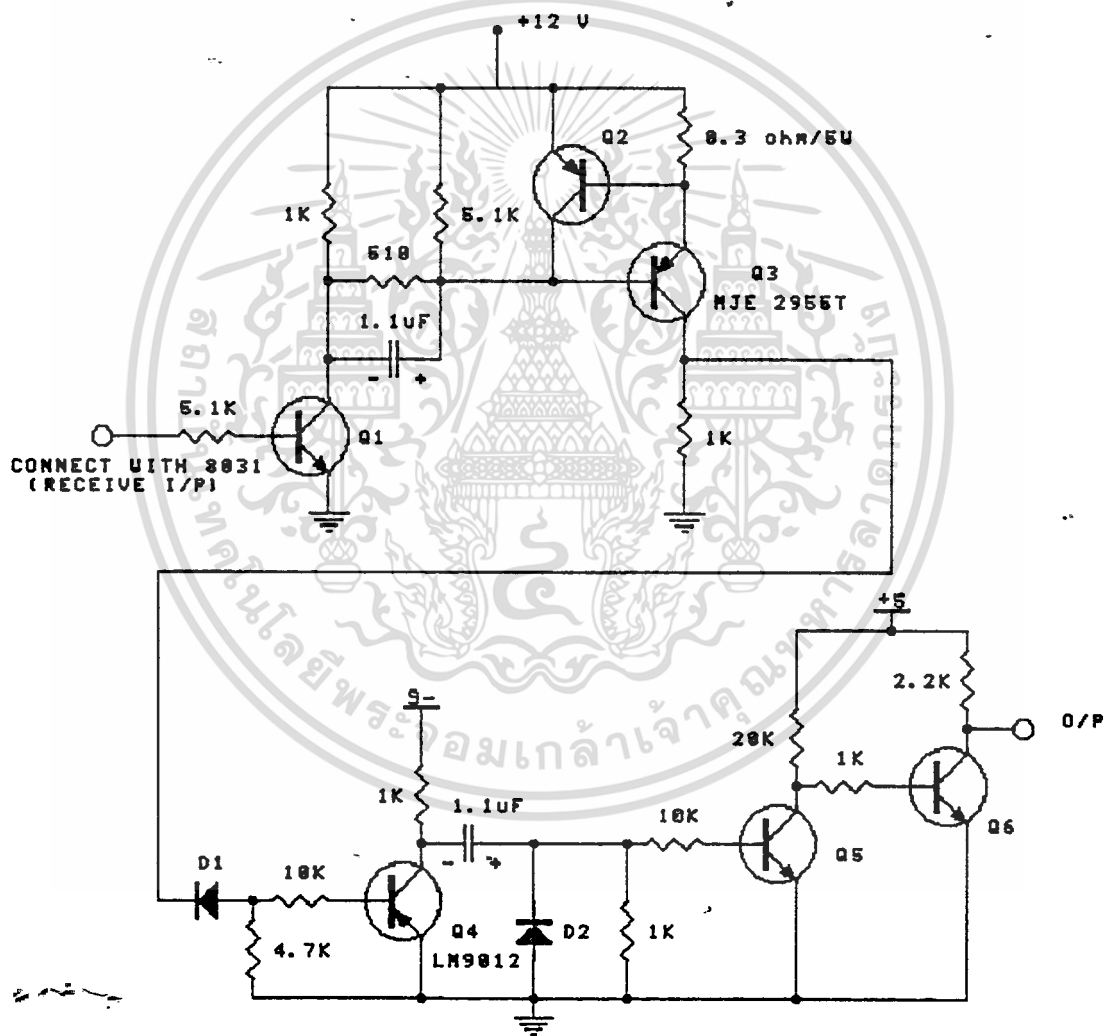 +12 V
Q2
0.3 ohm/5W
1K
5.1K
510
Q3
MJE 2955T
1.1uF
- +
5.1K
Q1
1K
CONNECT WITH 8031
(RECEIVE I/P)
+5
2.2K
O/P
20K
1K
Q6
Q5
1K
1.1uF
- +
10K
D1
10K
Q4
LM9012
D2
1K
4.7K